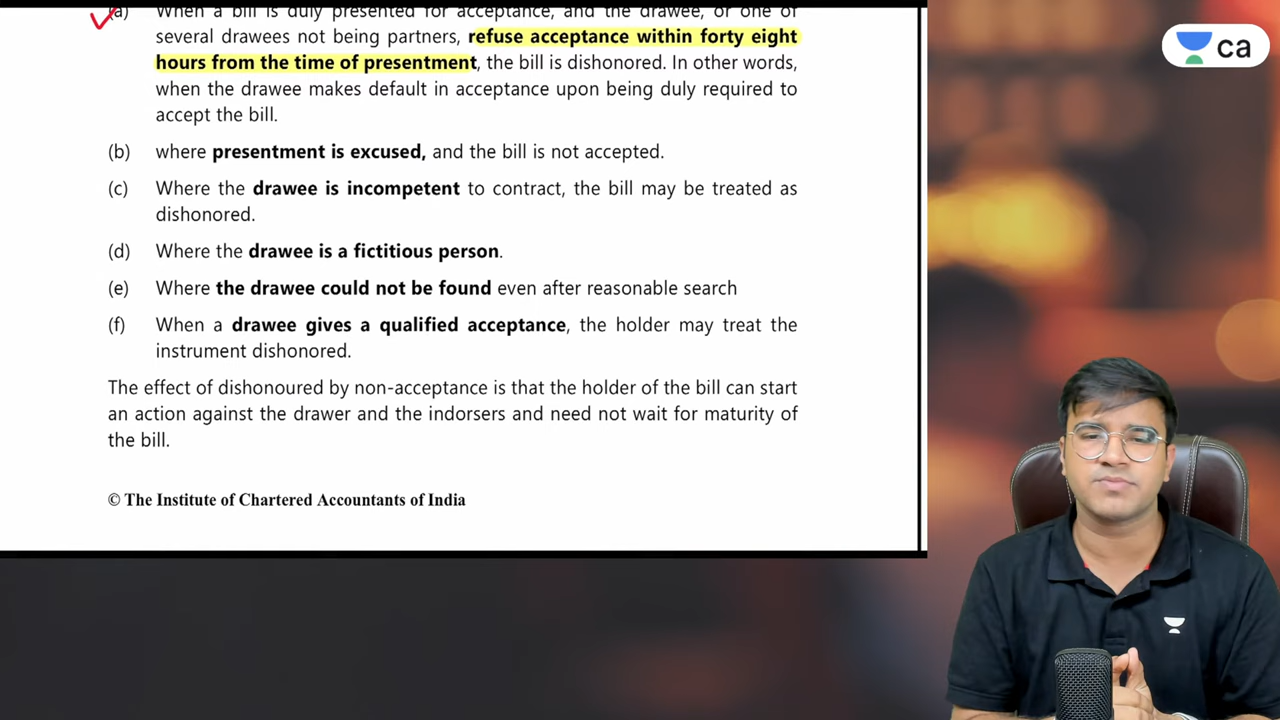 (a) When a bill is duly presented for acceptance, and the drawee, or one of
several drawees not being partners, refuse acceptance within forty eight
hours from the time of presentment, the bill is dishonored. In other words,
when the drawee makes default in acceptance upon being duly required to
accept the bill.
(b) where presentment is excused, and the bill is not accepted.
(c) Where the drawee is incompetent to contract, the bill may be treated as
dishonored.
(d) Where the drawee is a fictitious person.
(e) Where the drawee could not be found even after reasonable search
(f) When a drawee gives a qualified acceptance, the holder may treat the
instrument dishonored.
The effect of dishonoured by non-acceptance is that the holder of the bill can start
an action against the drawer and the indorsers and need not wait for maturity of
the bill.
© The Institute of Chartered Accountants of India
ca